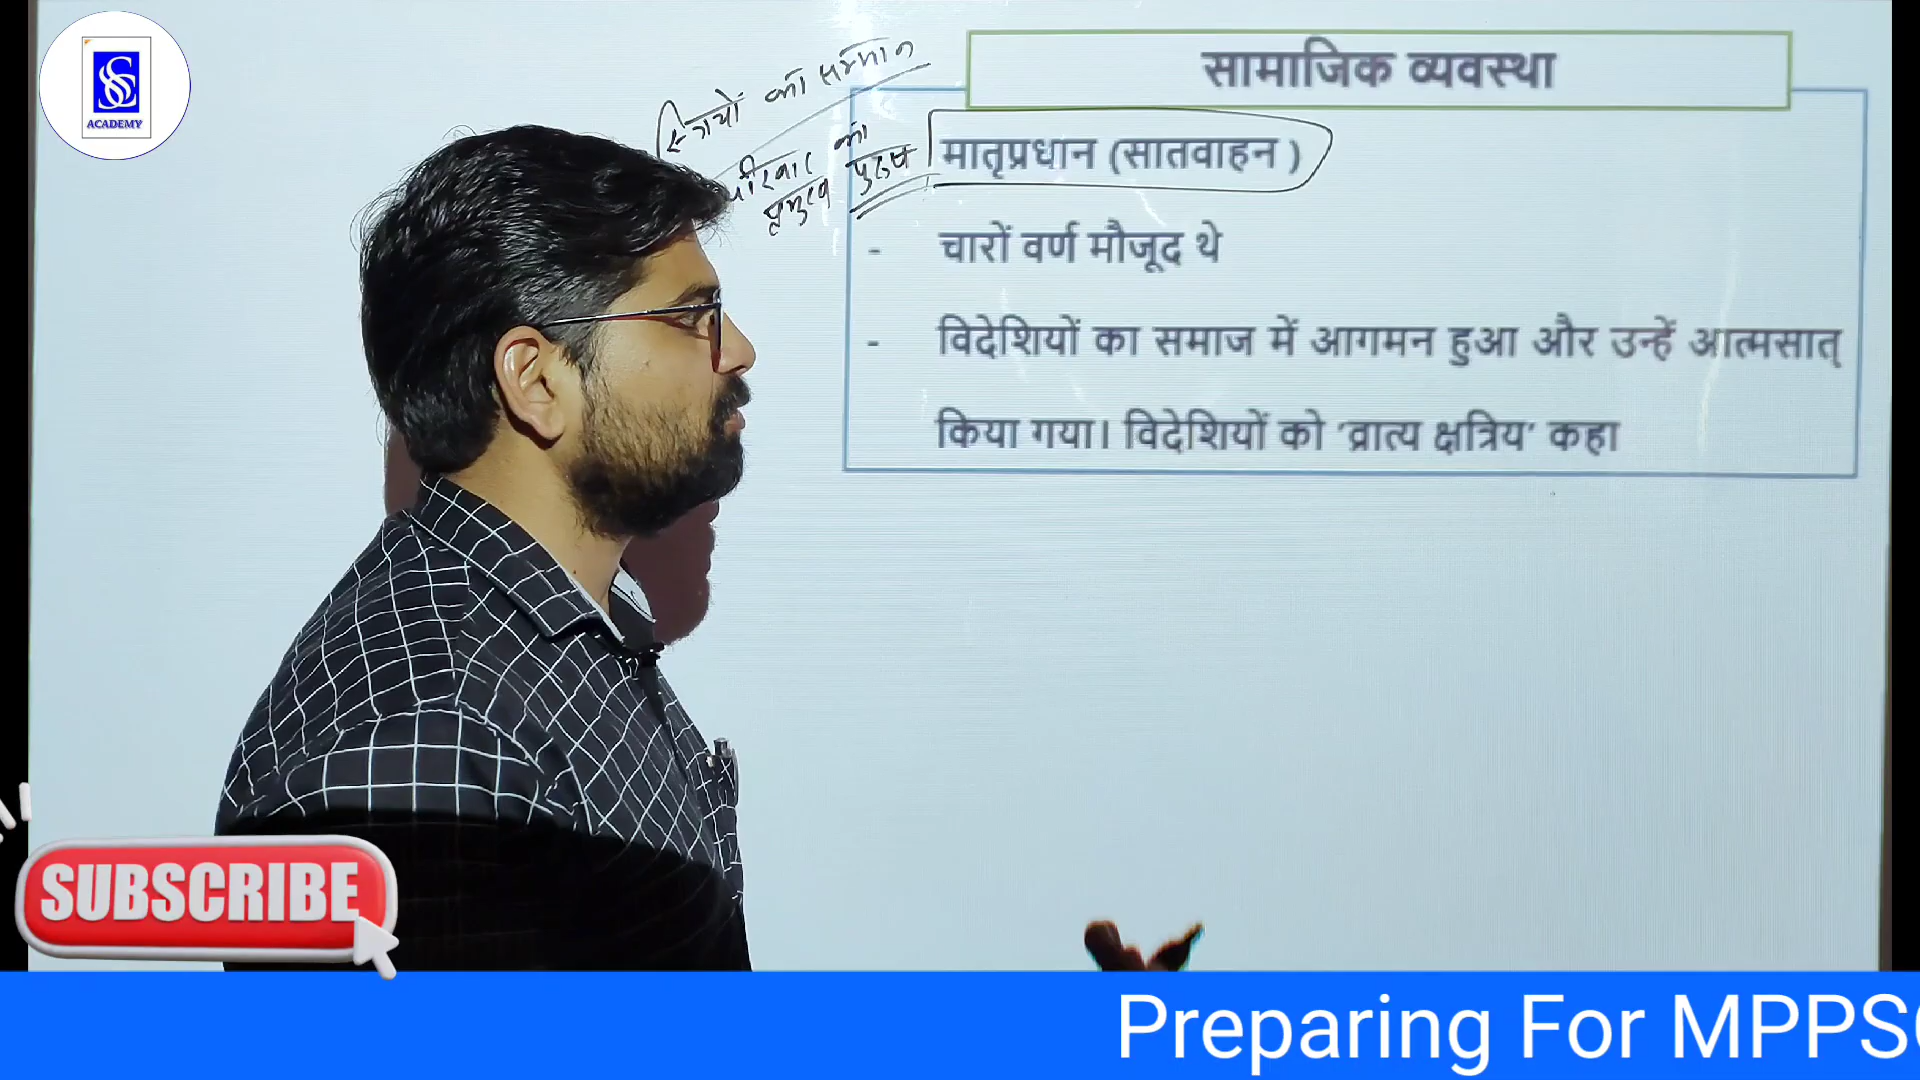 ACADEMY
सामाजिक व्यवस्था
स्त्रियों का सम्मान
परिवार का
प्रमुख पुरुष
मातृप्रधान (सातवाहन )
- चारों वर्ण मौजूद थे
- विदेशियों का समाज में आगमन हुआ और उन्हें आत्मसात्
किया गया। विदेशियों को ‘व्रात्य क्षत्रिय’ कहा
SUBSCRIBE
Preparing For MPPSC